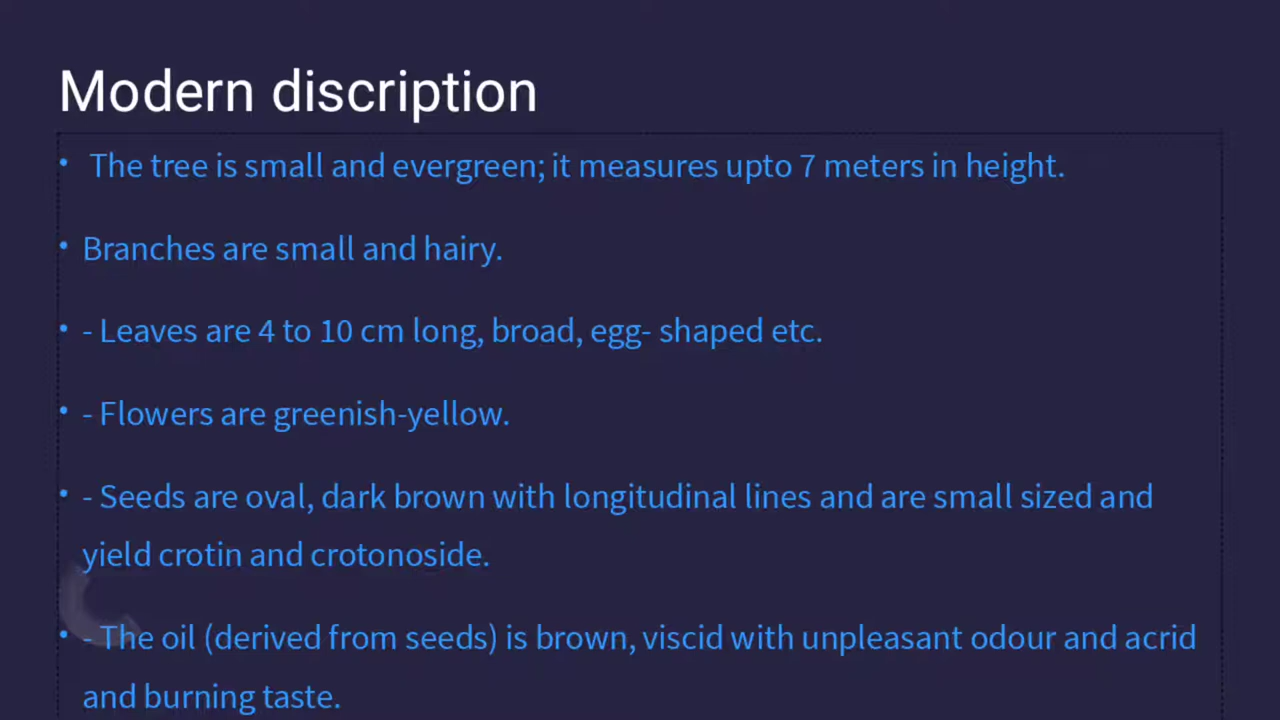 Modern discription
• The tree is small and evergreen; it measures upto 7 meters in height.
• Branches are small and hairy.
• - Leaves are 4 to 10 cm long, broad, egg- shaped etc.
• - Flowers are greenish-yellow.
• - Seeds are oval, dark brown with longitudinal lines and are small sized and
yield crotin and crotonoside.
• - The oil (derived from seeds) is brown, viscid with unpleasant odour and acrid
and burning taste.